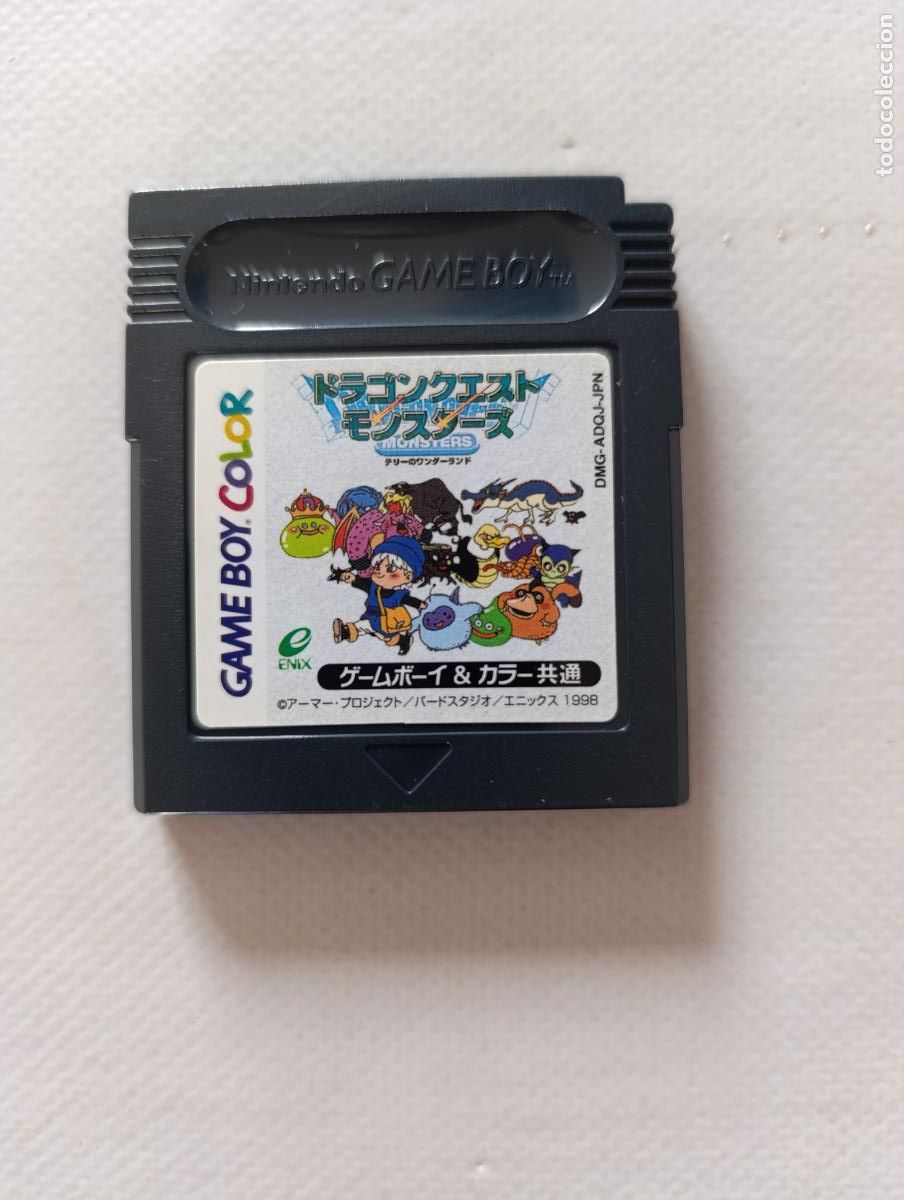 Nintendo GAME BOY™
GAME BOY COLOR
ドラゴンクエスト
モンスターズ
MONSTERS
テリーのワンダーランド
DMG-ADQJ-JPN
ENIX
ゲームボーイ & カラー共通
©アーマー・プロジェクト/バードスタジオ/エニックス 1998
todocoleccion